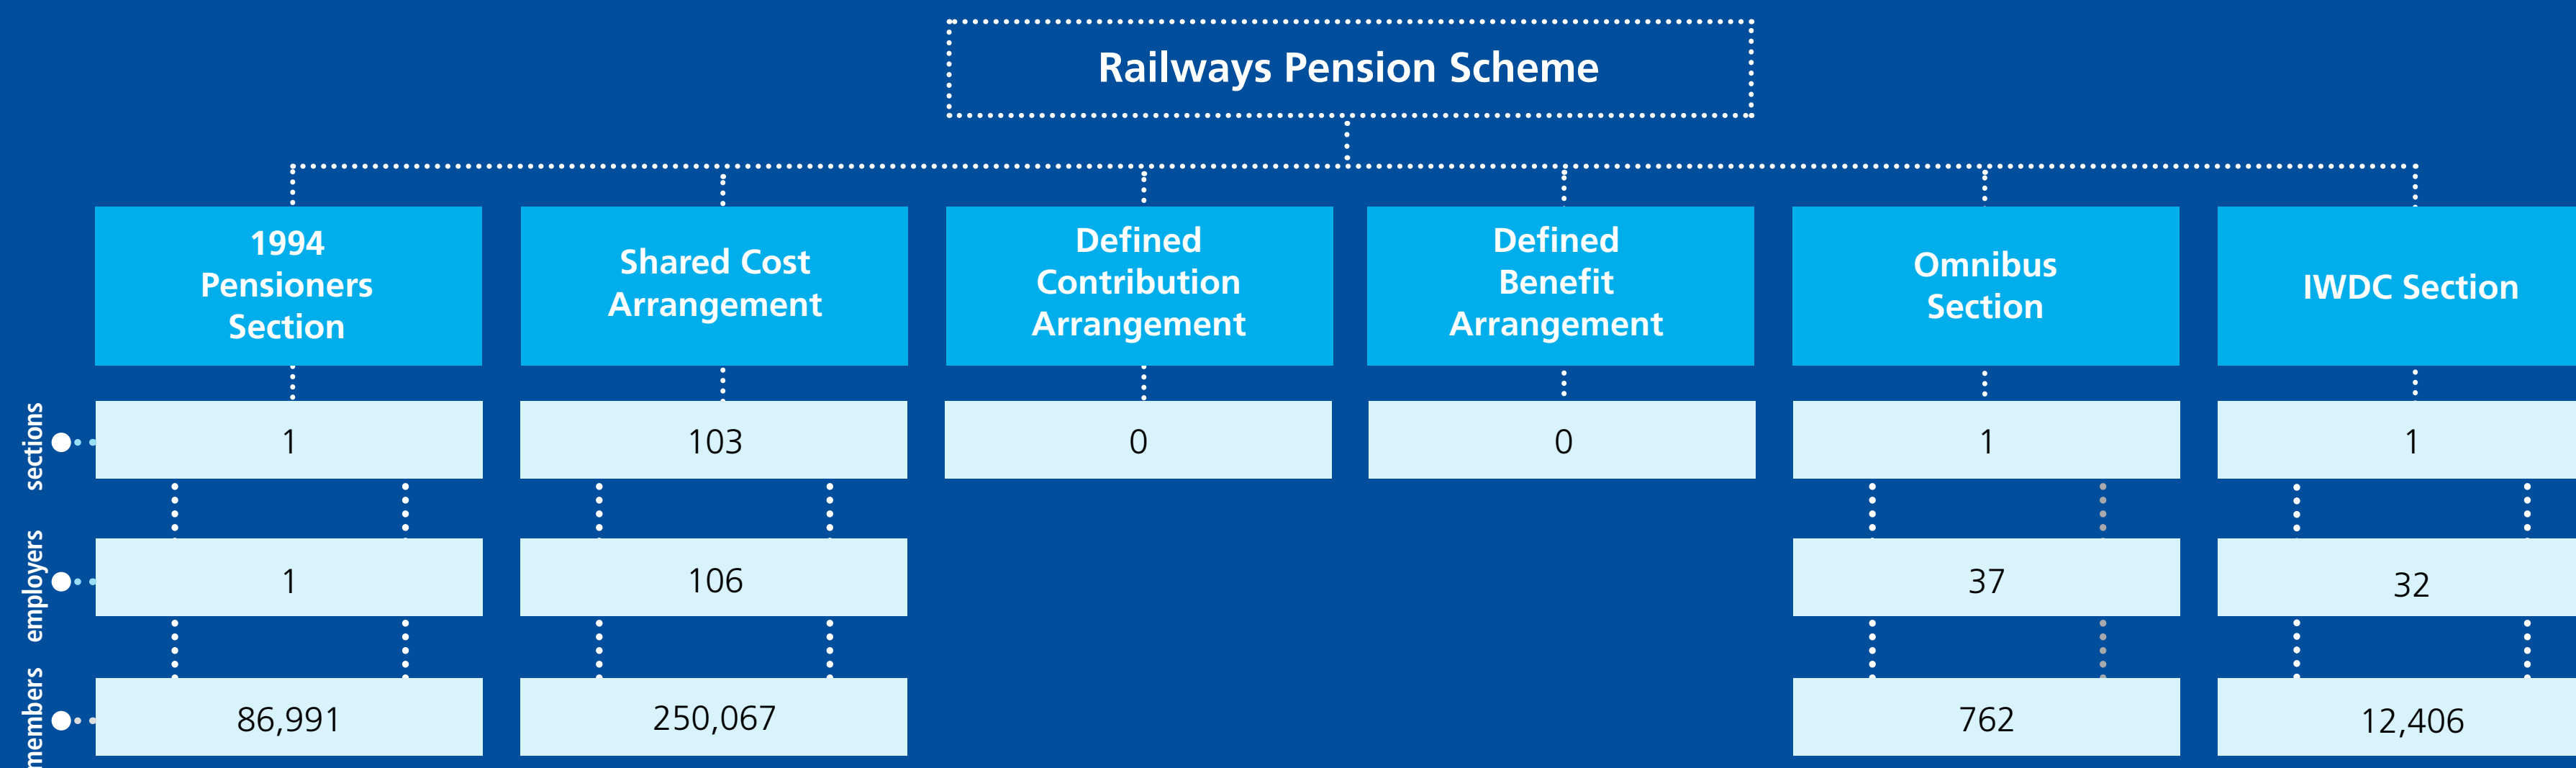 Railways Pension Scheme
1994
Pensioners
Section
Shared Cost
Arrangement
Defined
Contribution
Arrangement
Defined
Benefit
Arrangement
Omnibus
Section
IWDC Section
sections
1
103
0
0
1
1
employers
1
106
37
32
members
86,991
250,067
762
12,406